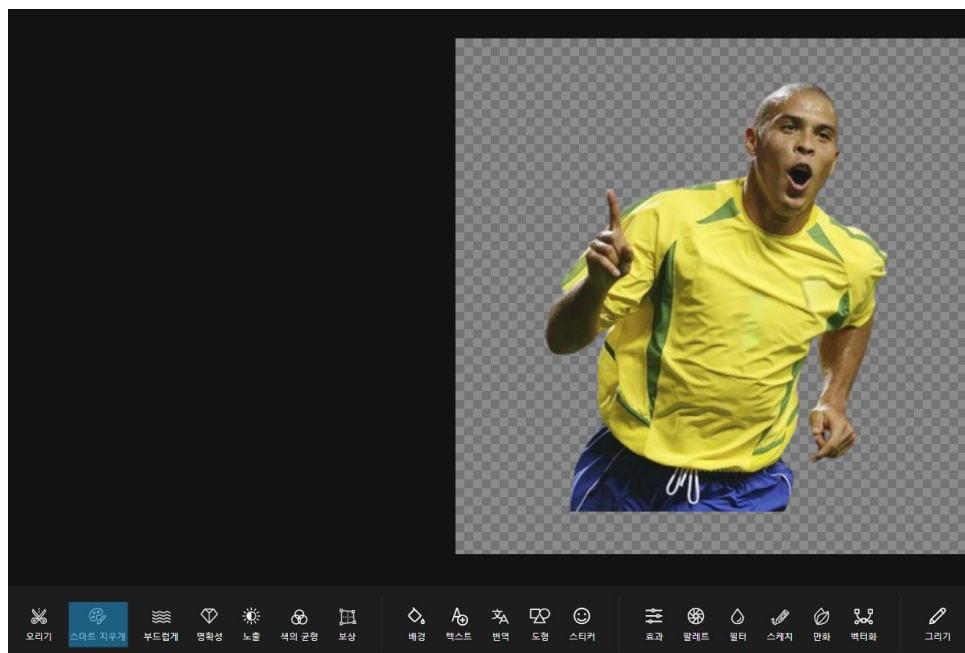 오리기
스마트 지우개
부드럽게
명확성
노출
색의 균형
보상
배경
텍스트
번역
도형
스티커
효과
팔레트
필터
스케치
만화
벡터화
그리기